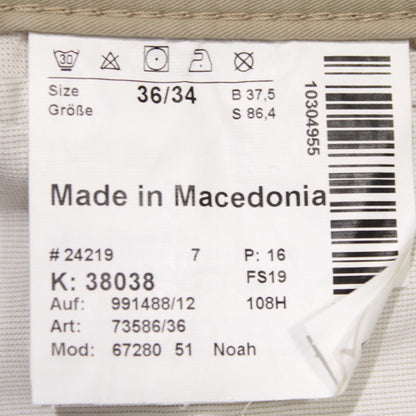 30
Size 36/34 B 37,5
Größe S 86,4
10304955
Made in Macedonia
# 24219 7 P: 16
K: 38038 FS19
Auf: 991488/12 108H
Art: 73586/36
Mod: 67280 51 Noah